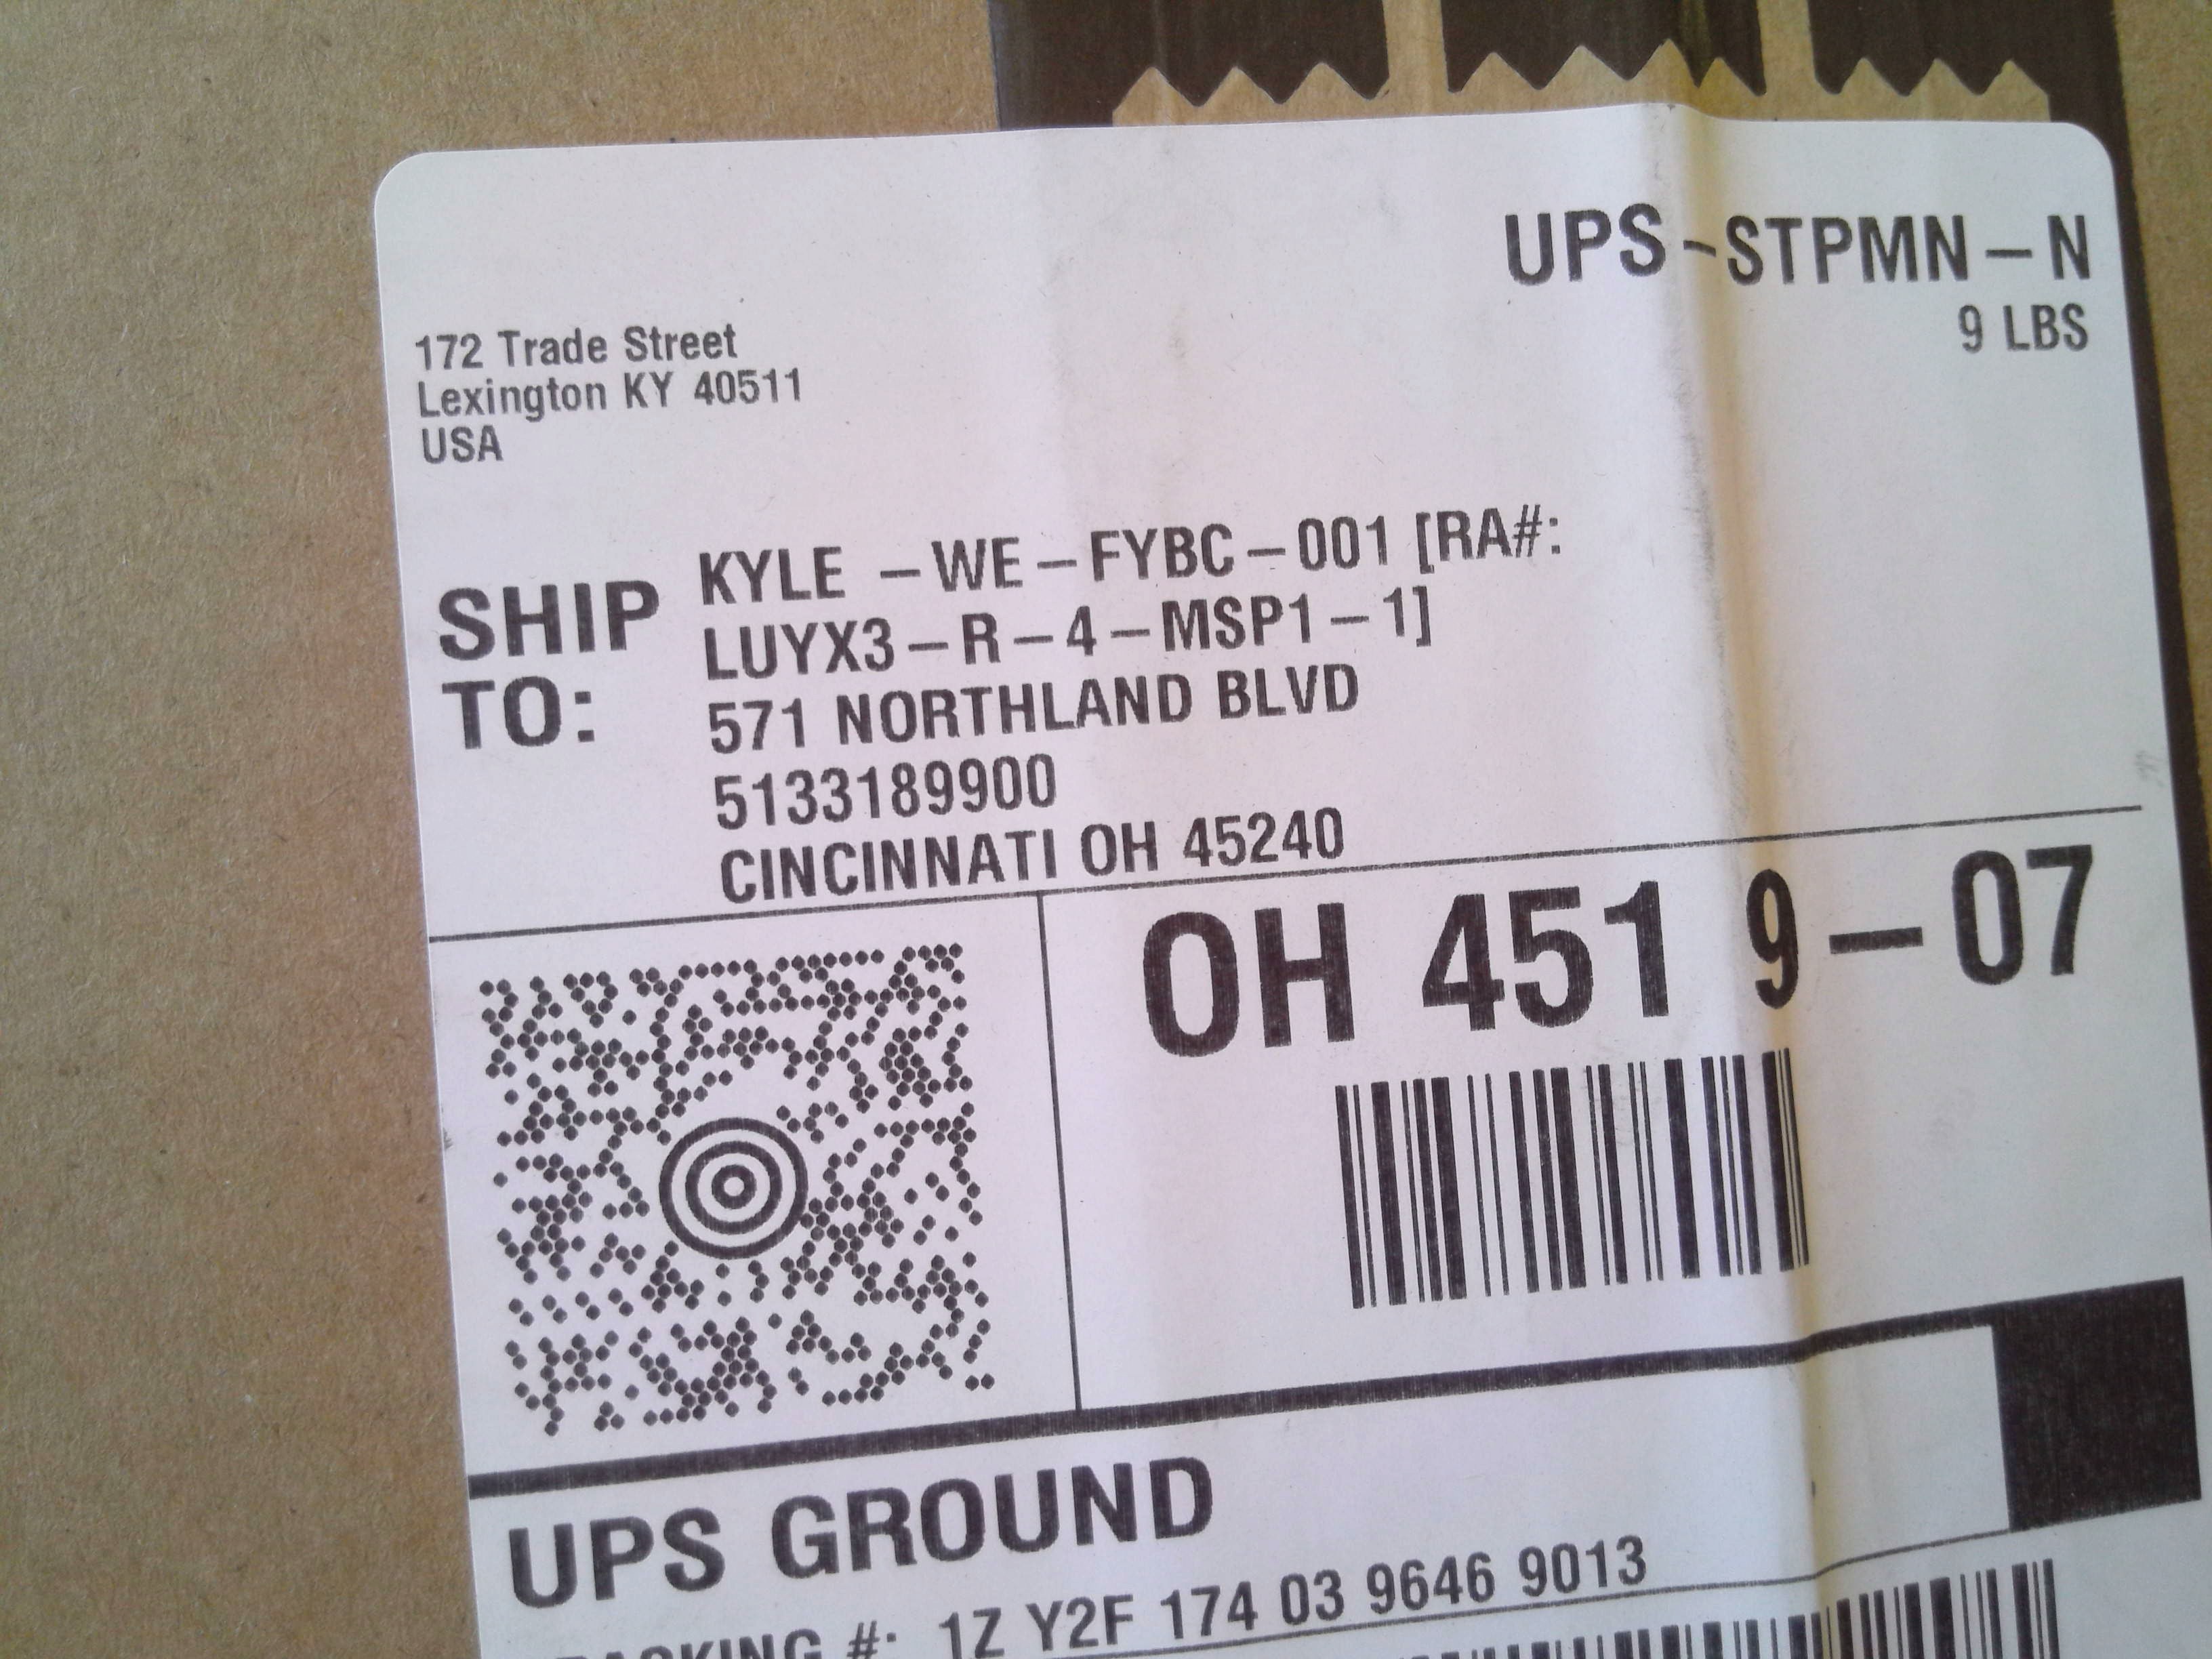 UPS-STPMN-N
9 LBS
172 Trade Street
Lexington KY 40511
USA
SHIP TO:
KYLE -WE-FYBC-001 [RA#:
LUYX3-R-4-MSP1-1]
571 NORTHLAND BLVD
5133189900
CINCINNATI OH 45240
OH 451 9-07
UPS GROUND
TRACKING #: 1Z Y2F 174 03 9646 9013